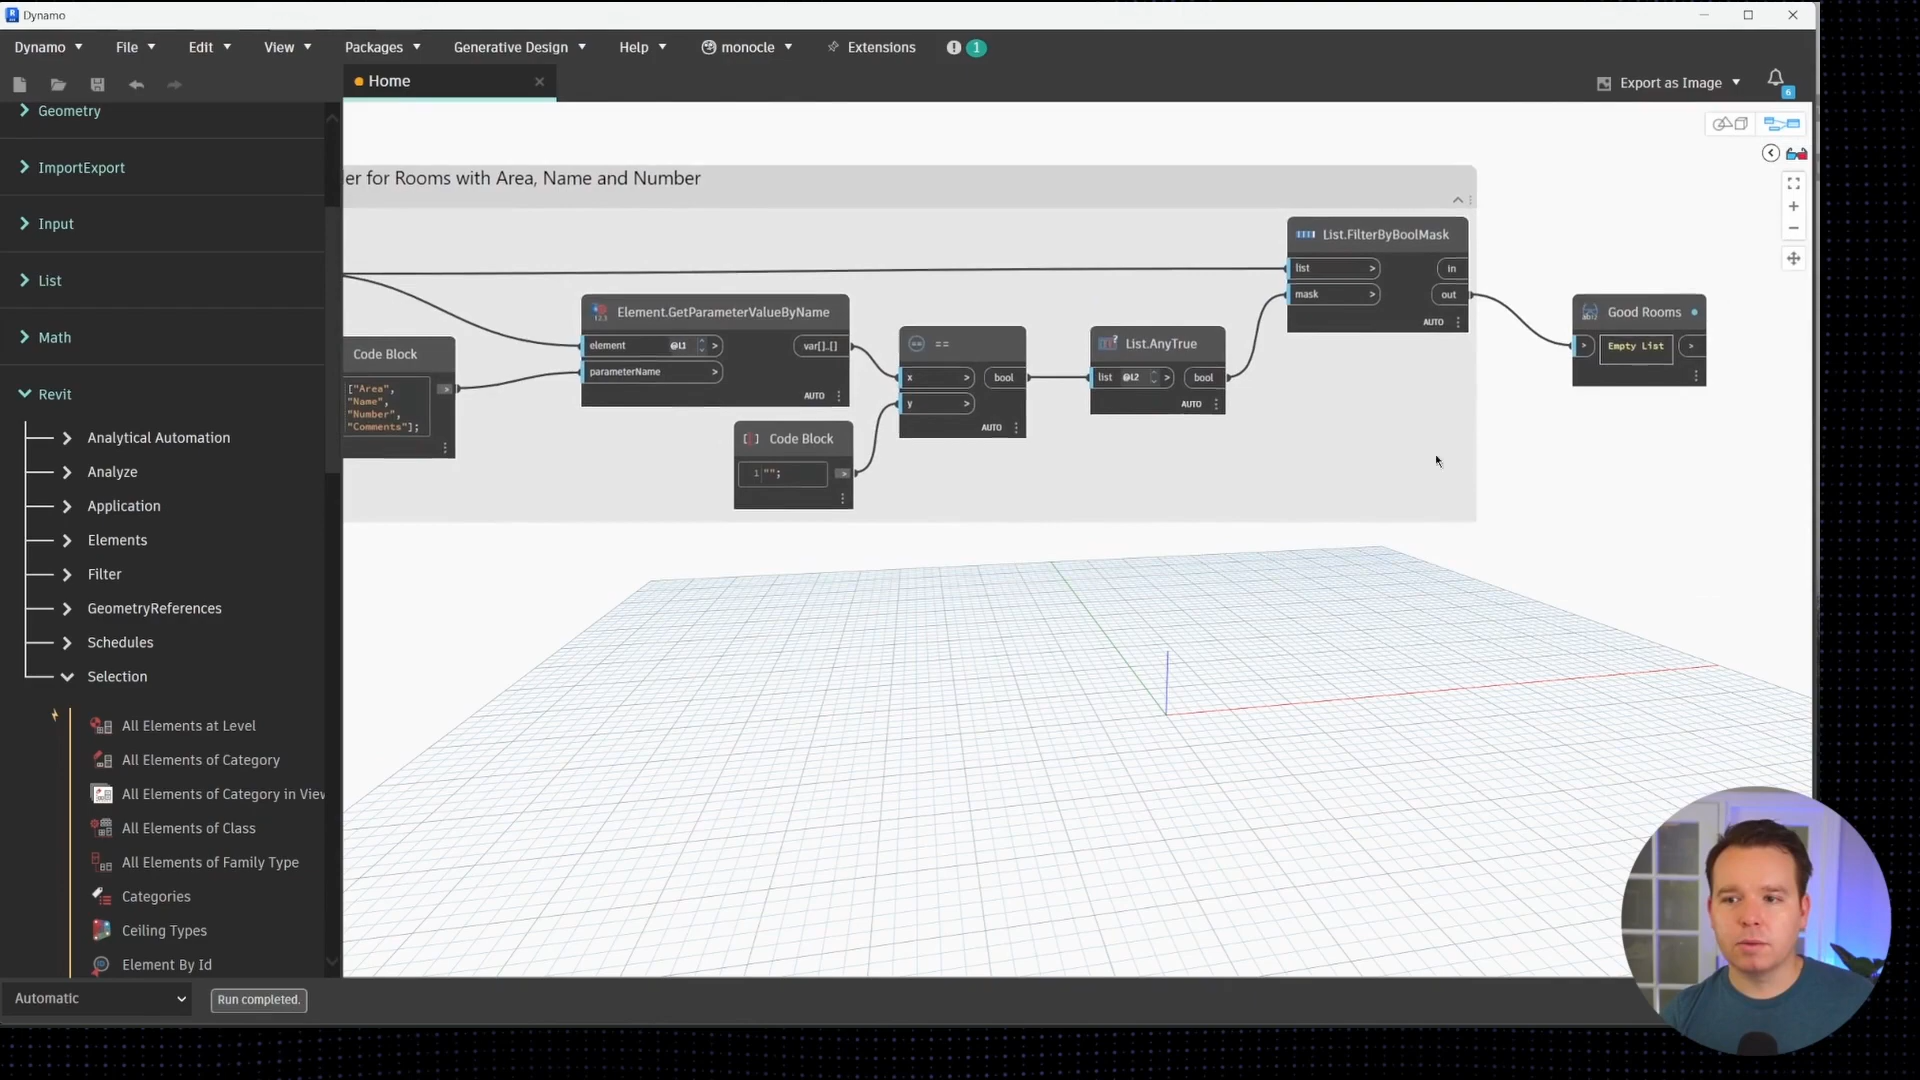 Dynamo
Dynamo File Edit View Packages Generative Design Help monocle Extensions 1
Home
Export as Image
6
Geometry
ImportExport
Input
List
Math
Revit
Analytical Automation
Analyze
Application
Elements
Filter
GeometryReferences
Schedules
Selection
All Elements at Level
All Elements of Category
All Elements of Category in View
All Elements of Class
All Elements of Family Type
Categories
Ceiling Types
Element By Id
er for Rooms with Area, Name and Number
Code Block
["Area",
"Name",
"Number",
"Comments"];
>
Element.GetParameterValueByName
element @L1 > var[]..[]
parameterName >
AUTO
Code Block
1 "";
>
==
x > bool
y >
AUTO
List.AnyTrue
list @L2 > bool
AUTO
List.FilterByBoolMask
list > in
mask > out
AUTO
Good Rooms
> Empty List >
Automatic
Run completed.